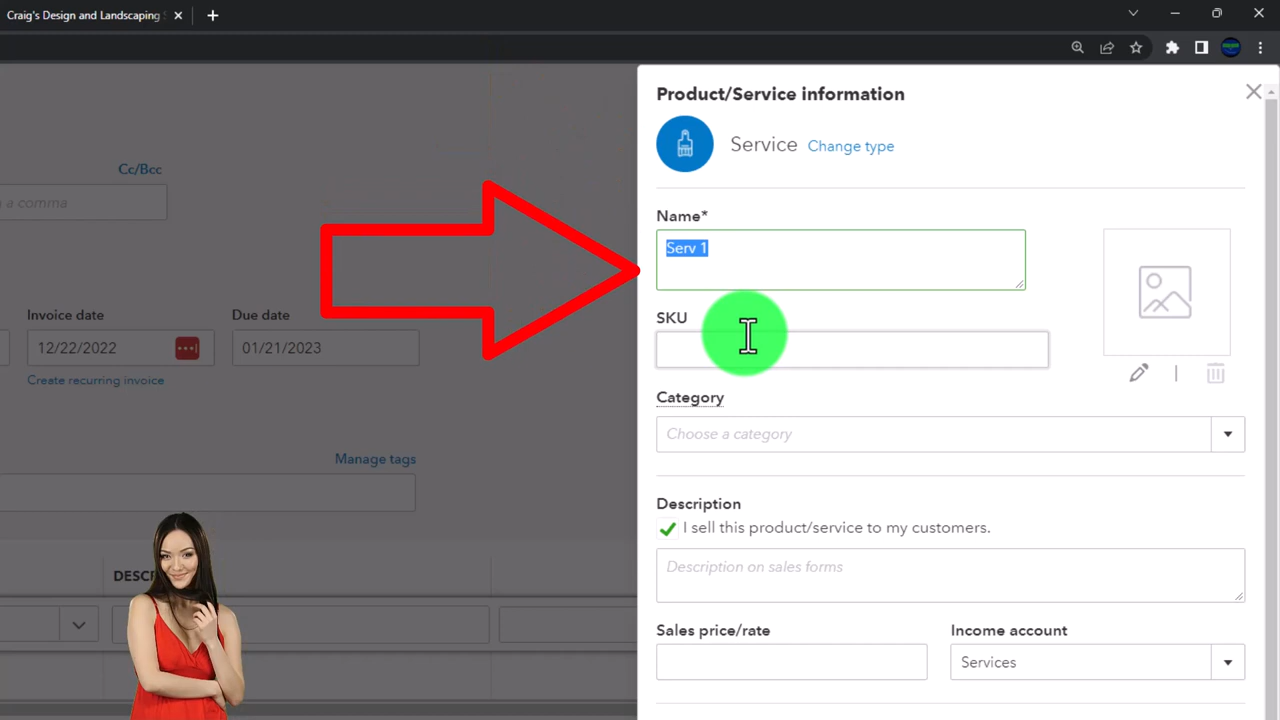 Craig's Design and Landscaping S
Product/Service information
Service Change type
Cc/Bcc
a comma
Name*
Serv 1
Invoice date Due date
12/22/2022 01/21/2023
Create recurring invoice
SKU
Category
Choose a category
Manage tags
Description
I sell this product/service to my customers.
Description on sales forms
DESC
Sales price/rate Income account
Services